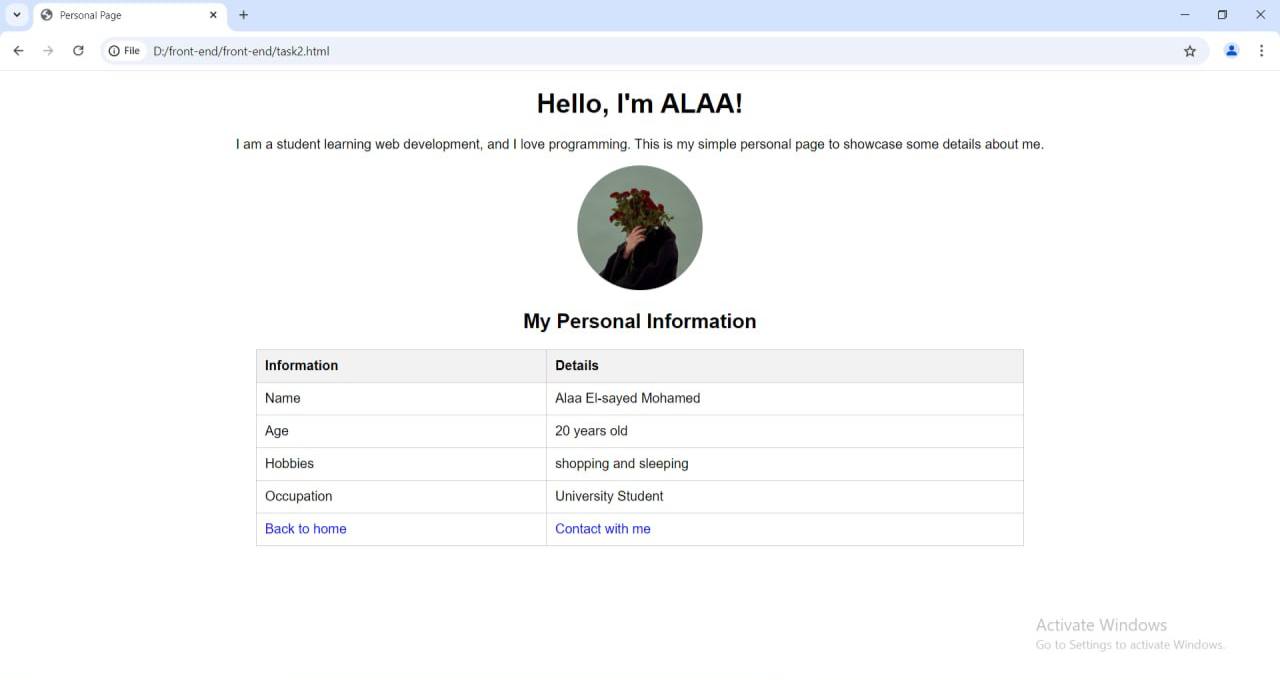 Personal Page
File D:/front-end/front-end/task2.html
Hello, I'm ALAA!
I am a student learning web development, and I love programming. This is my simple personal page to showcase some details about me.
My Personal Information
Information Details
Name Alaa El-sayed Mohamed
Age 20 years old
Hobbies shopping and sleeping
Occupation University Student
Back to home Contact with me
Activate Windows
Go to Settings to activate Windows.